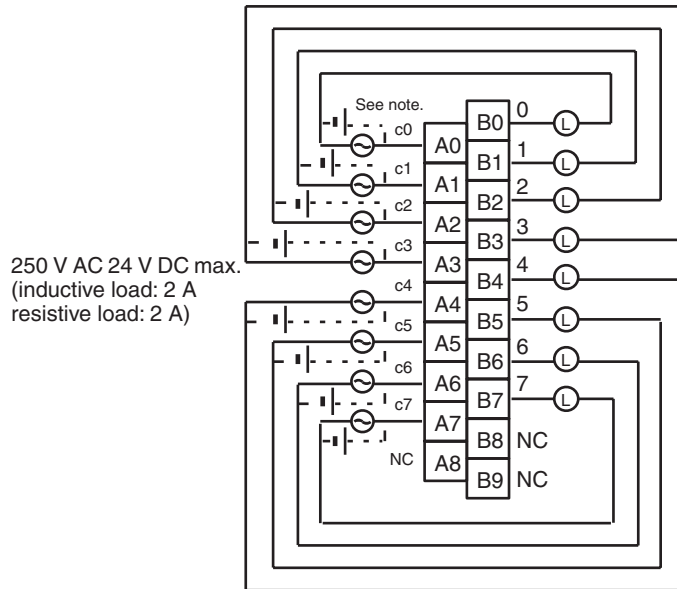 See note.
c0
A0
B0
0
L
c1
A1
B1
1
L
c2
A2
B2
2
L
c3
A3
B3
3
L
250 V AC 24 V DC max.
(inductive load: 2 A
resistive load: 2 A)
c4
A4
B4
4
L
c5
A5
B5
5
L
c6
A6
B6
6
L
c7
A7
B7
7
L
NC
A8
B8
NC
B9
NC